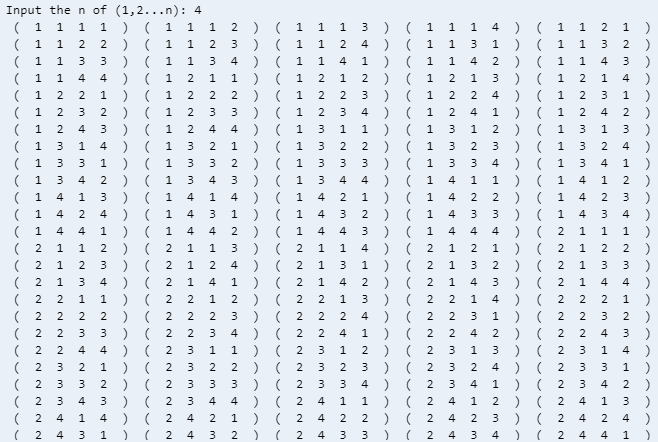 Input the n of (1,2...n): 4
( 1 1 1 1 ) ( 1 1 1 2 ) ( 1 1 1 3 ) ( 1 1 1 4 ) ( 1 1 2 1 )
( 1 1 2 2 ) ( 1 1 2 3 ) ( 1 1 2 4 ) ( 1 1 3 1 ) ( 1 1 3 2 )
( 1 1 3 3 ) ( 1 1 3 4 ) ( 1 1 4 1 ) ( 1 1 4 2 ) ( 1 1 4 3 )
( 1 1 4 4 ) ( 1 2 1 1 ) ( 1 2 1 2 ) ( 1 2 1 3 ) ( 1 2 1 4 )
( 1 2 2 1 ) ( 1 2 2 2 ) ( 1 2 2 3 ) ( 1 2 2 4 ) ( 1 2 3 1 )
( 1 2 3 2 ) ( 1 2 3 3 ) ( 1 2 3 4 ) ( 1 2 4 1 ) ( 1 2 4 2 )
( 1 2 4 3 ) ( 1 2 4 4 ) ( 1 3 1 1 ) ( 1 3 1 2 ) ( 1 3 1 3 )
( 1 3 1 4 ) ( 1 3 2 1 ) ( 1 3 2 2 ) ( 1 3 2 3 ) ( 1 3 2 4 )
( 1 3 3 1 ) ( 1 3 3 2 ) ( 1 3 3 3 ) ( 1 3 3 4 ) ( 1 3 4 1 )
( 1 3 4 2 ) ( 1 3 4 3 ) ( 1 3 4 4 ) ( 1 4 1 1 ) ( 1 4 1 2 )
( 1 4 1 3 ) ( 1 4 1 4 ) ( 1 4 2 1 ) ( 1 4 2 2 ) ( 1 4 2 3 )
( 1 4 2 4 ) ( 1 4 3 1 ) ( 1 4 3 2 ) ( 1 4 3 3 ) ( 1 4 3 4 )
( 1 4 4 1 ) ( 1 4 4 2 ) ( 1 4 4 3 ) ( 1 4 4 4 ) ( 2 1 1 1 )
( 2 1 1 2 ) ( 2 1 1 3 ) ( 2 1 1 4 ) ( 2 1 2 1 ) ( 2 1 2 2 )
( 2 1 2 3 ) ( 2 1 2 4 ) ( 2 1 3 1 ) ( 2 1 3 2 ) ( 2 1 3 3 )
( 2 1 3 4 ) ( 2 1 4 1 ) ( 2 1 4 2 ) ( 2 1 4 3 ) ( 2 1 4 4 )
( 2 2 1 1 ) ( 2 2 1 2 ) ( 2 2 1 3 ) ( 2 2 1 4 ) ( 2 2 2 1 )
( 2 2 2 2 ) ( 2 2 2 3 ) ( 2 2 2 4 ) ( 2 2 3 1 ) ( 2 2 3 2 )
( 2 2 3 3 ) ( 2 2 3 4 ) ( 2 2 4 1 ) ( 2 2 4 2 ) ( 2 2 4 3 )
( 2 2 4 4 ) ( 2 3 1 1 ) ( 2 3 1 2 ) ( 2 3 1 3 ) ( 2 3 1 4 )
( 2 3 2 1 ) ( 2 3 2 2 ) ( 2 3 2 3 ) ( 2 3 2 4 ) ( 2 3 3 1 )
( 2 3 3 2 ) ( 2 3 3 3 ) ( 2 3 3 4 ) ( 2 3 4 1 ) ( 2 3 4 2 )
( 2 3 4 3 ) ( 2 3 4 4 ) ( 2 4 1 1 ) ( 2 4 1 2 ) ( 2 4 1 3 )
( 2 4 1 4 ) ( 2 4 2 1 ) ( 2 4 2 2 ) ( 2 4 2 3 ) ( 2 4 2 4 )
( 2 4 3 1 ) ( 2 4 3 2 ) ( 2 4 3 3 ) ( 2 4 3 4 ) ( 2 4 4 1 )